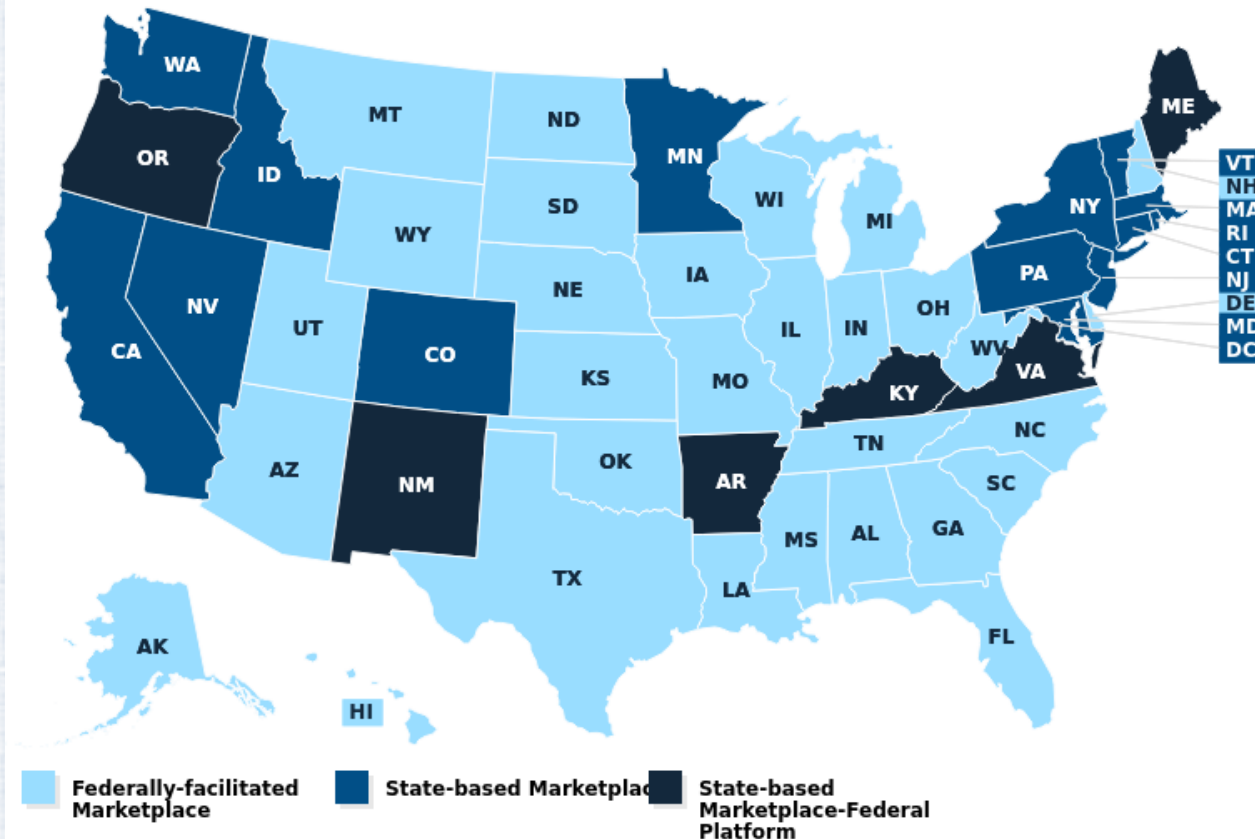 WA
MT
ND
MN
ME
OR
ID
SD
WI
VT
NH
MA
NY
MI
WY
RI
CT
IA
PA
NJ
NE
NV
DE
UT
OH
IL
IN
MD
CO
WV
DC
CA
KS
MO
VA
KY
TN
NC
AZ
OK
NM
AR
SC
MS
AL
GA
TX
LA
FL
AK
HI
Federally-facilitated
Marketplace
State-based Marketplac
State-based
Marketplace-Federal
Platform